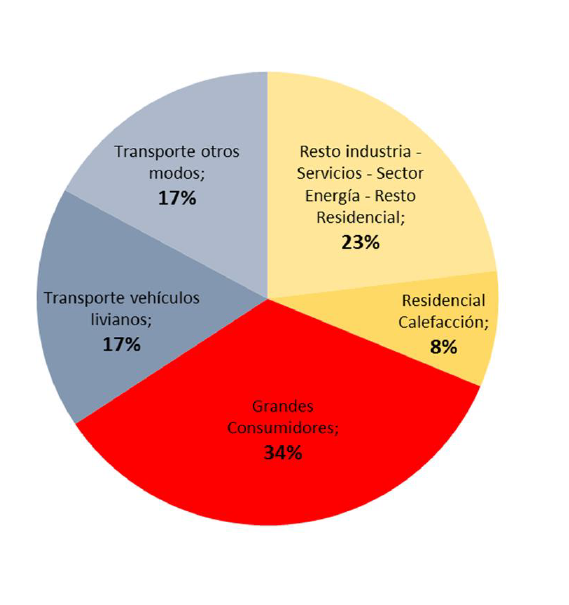 Transporte otros
modos;
17%
Resto industria -
Servicios - Sector
Energía - Resto
Residencial;
23%
Transporte vehículos
livianos;
17%
Residencial
Calefacción;
8%
Grandes
Consumidores;
34%